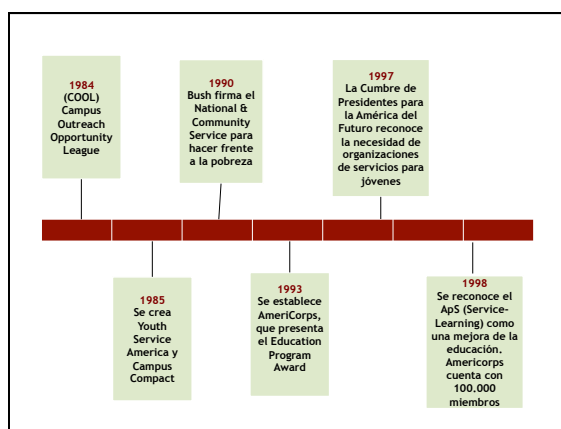 1984
(COOL)
Campus
Outreach
Opportunity
League
1990
Bush firma el
National &
Community
Service para
hacer frente
a la pobreza
1997
La Cumbre de
Presidentes para
la América del
Futuro reconoce
la necesidad de
organizaciones
de servicios para
jóvenes
1985
Se crea
Youth
Service
America y
Campus
Compact
1993
Se establece
AmeriCorps,
que presenta
el Education
Program
Award
1998
Se reconoce el
ApS (Service-
Learning) como
una mejora de la
educación.
Americorps
cuenta con
100.000
miembros